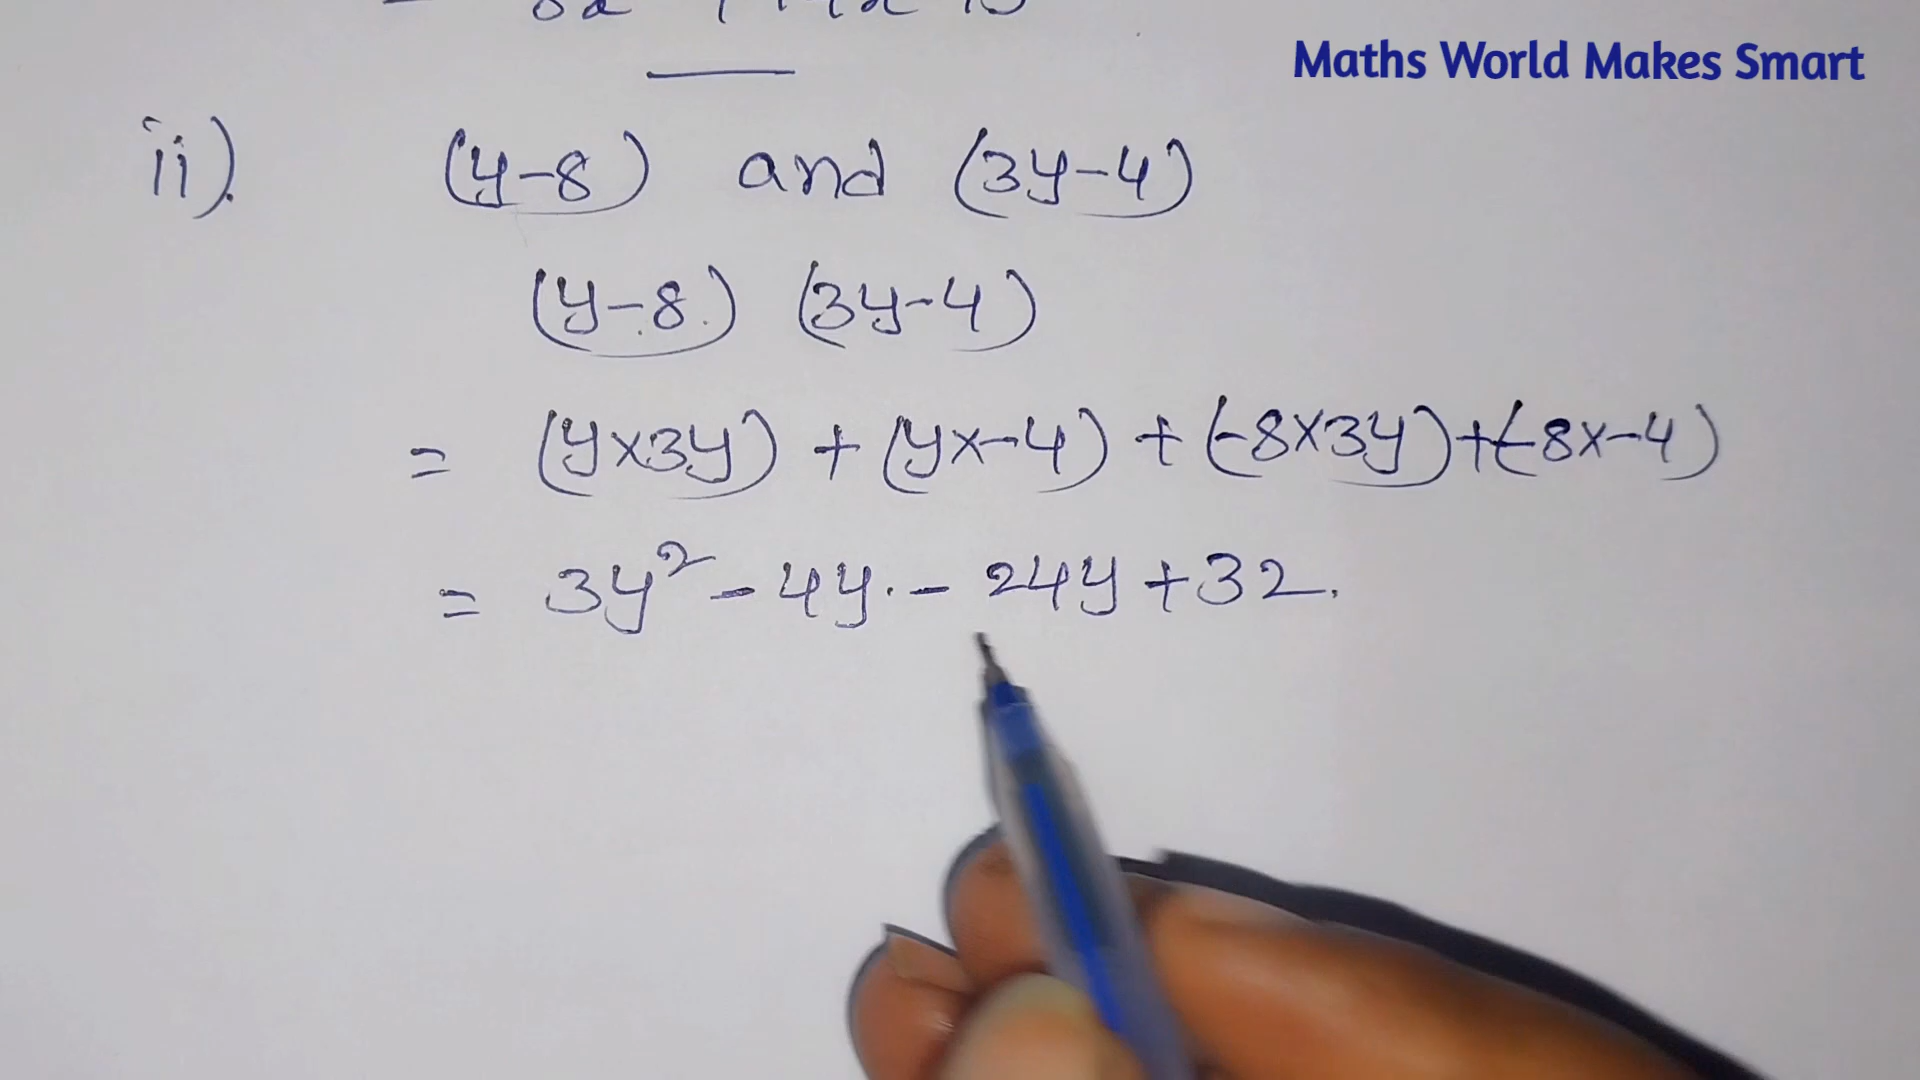 Maths World Makes Smart
ii). (y-8) and (3y-4)
(y-8) (3y-4)
= (y×3y) + (y×-4) + (-8×3y)+(-8×-4)
= 3y² - 4y - 24y + 32.